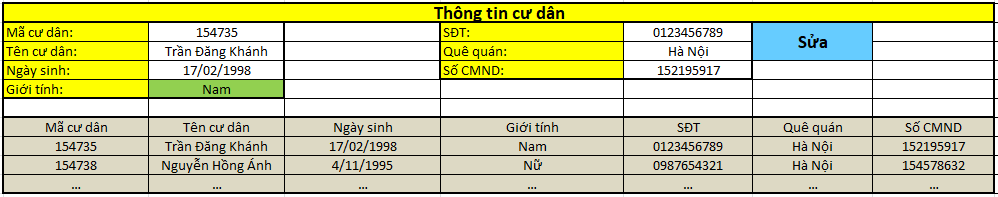 Thông tin cư dân
Mã cư dân: 154735 SĐT: 0123456789 Sửa
Tên cư dân: Trần Đăng Khánh Quê quán: Hà Nội
Ngày sinh: 17/02/1998 Số CMND: 152195917
Giới tính: Nam
Mã cư dân Tên cư dân Ngày sinh Giới tính SĐT Quê quán Số CMND
154735 Trần Đăng Khánh 17/02/1998 Nam 0123456789 Hà Nội 152195917
154738 Nguyễn Hồng Ánh 4/11/1995 Nữ 0987654321 Hà Nội 154578632
... ... ... ... ... ... ...